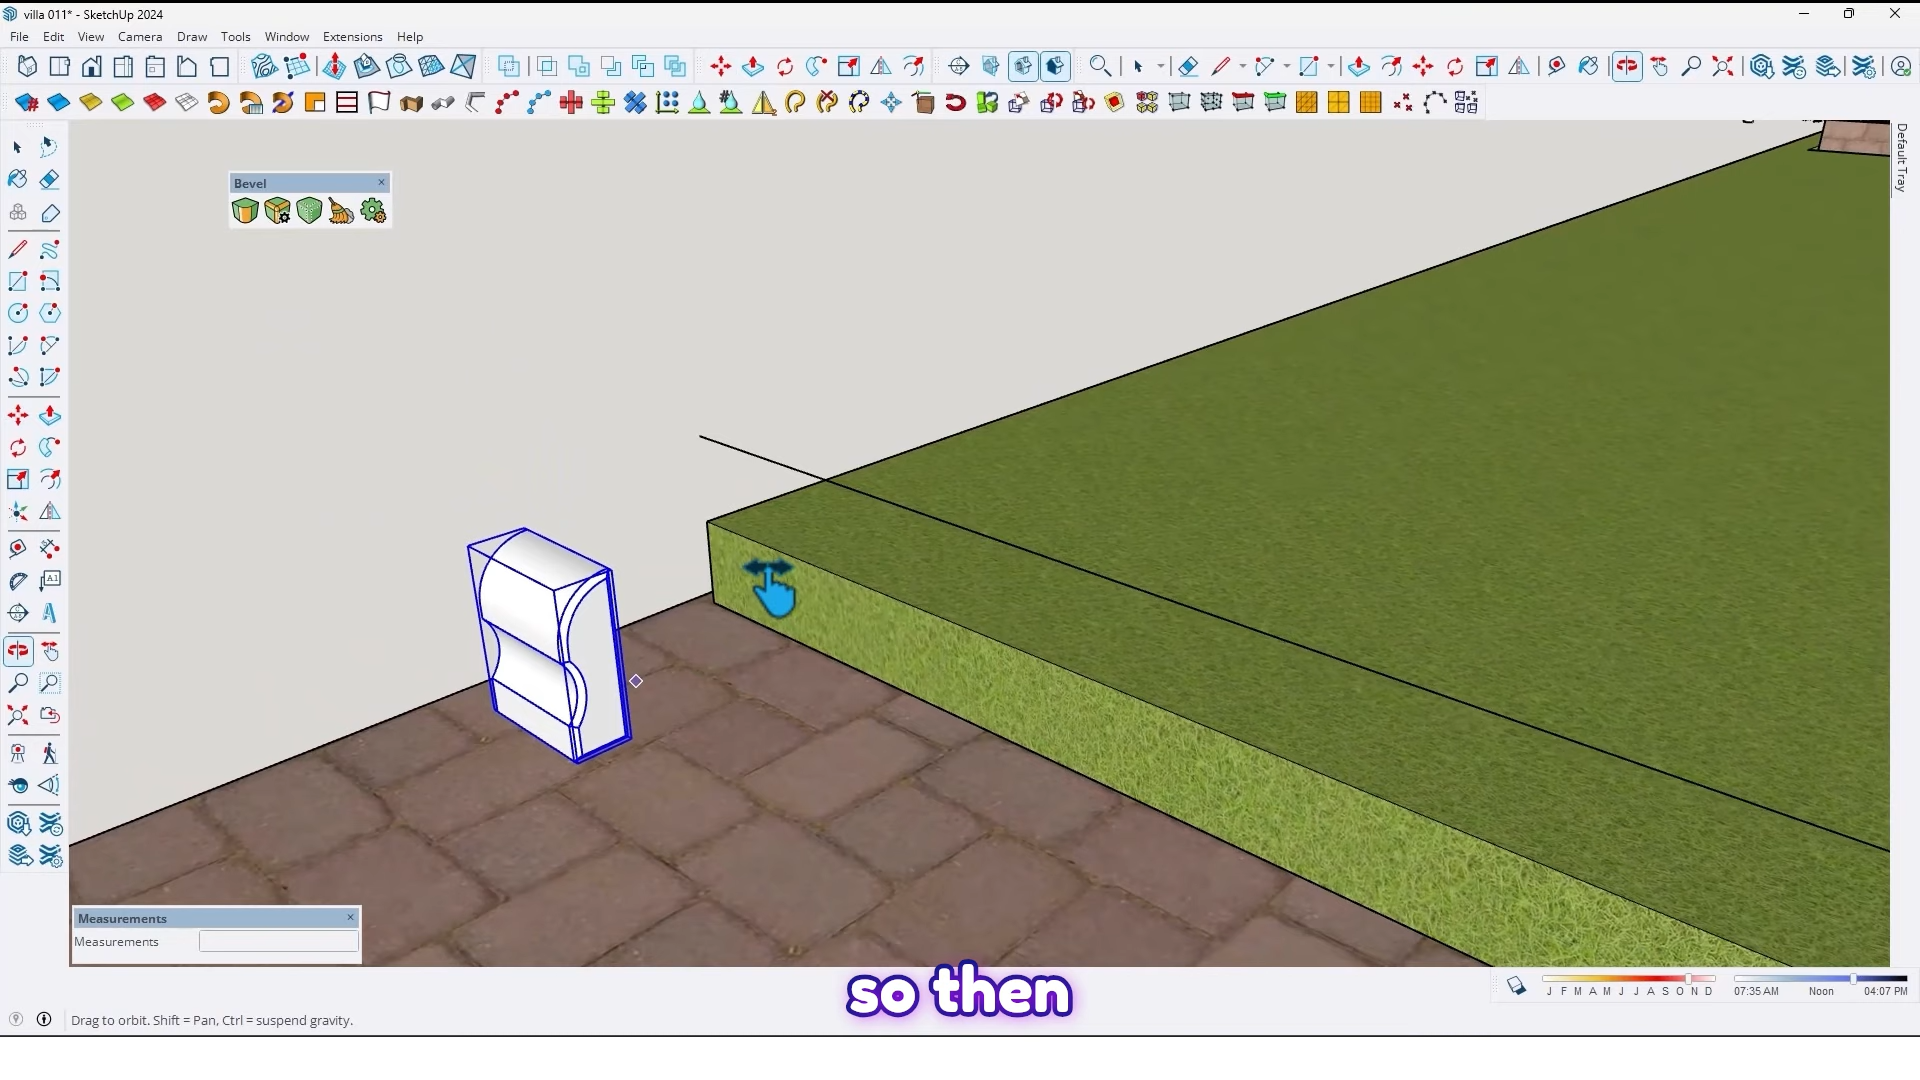 villa 011* - SketchUp 2024
File Edit View Camera Draw Tools Window Extensions Help
Default Tray
Bevel
A1
Measurements
Measurements
so then
J F M A M J J A S O N D
07:35 AM Noon 04:07 PM
Drag to orbit. Shift = Pan, Ctrl = suspend gravity.